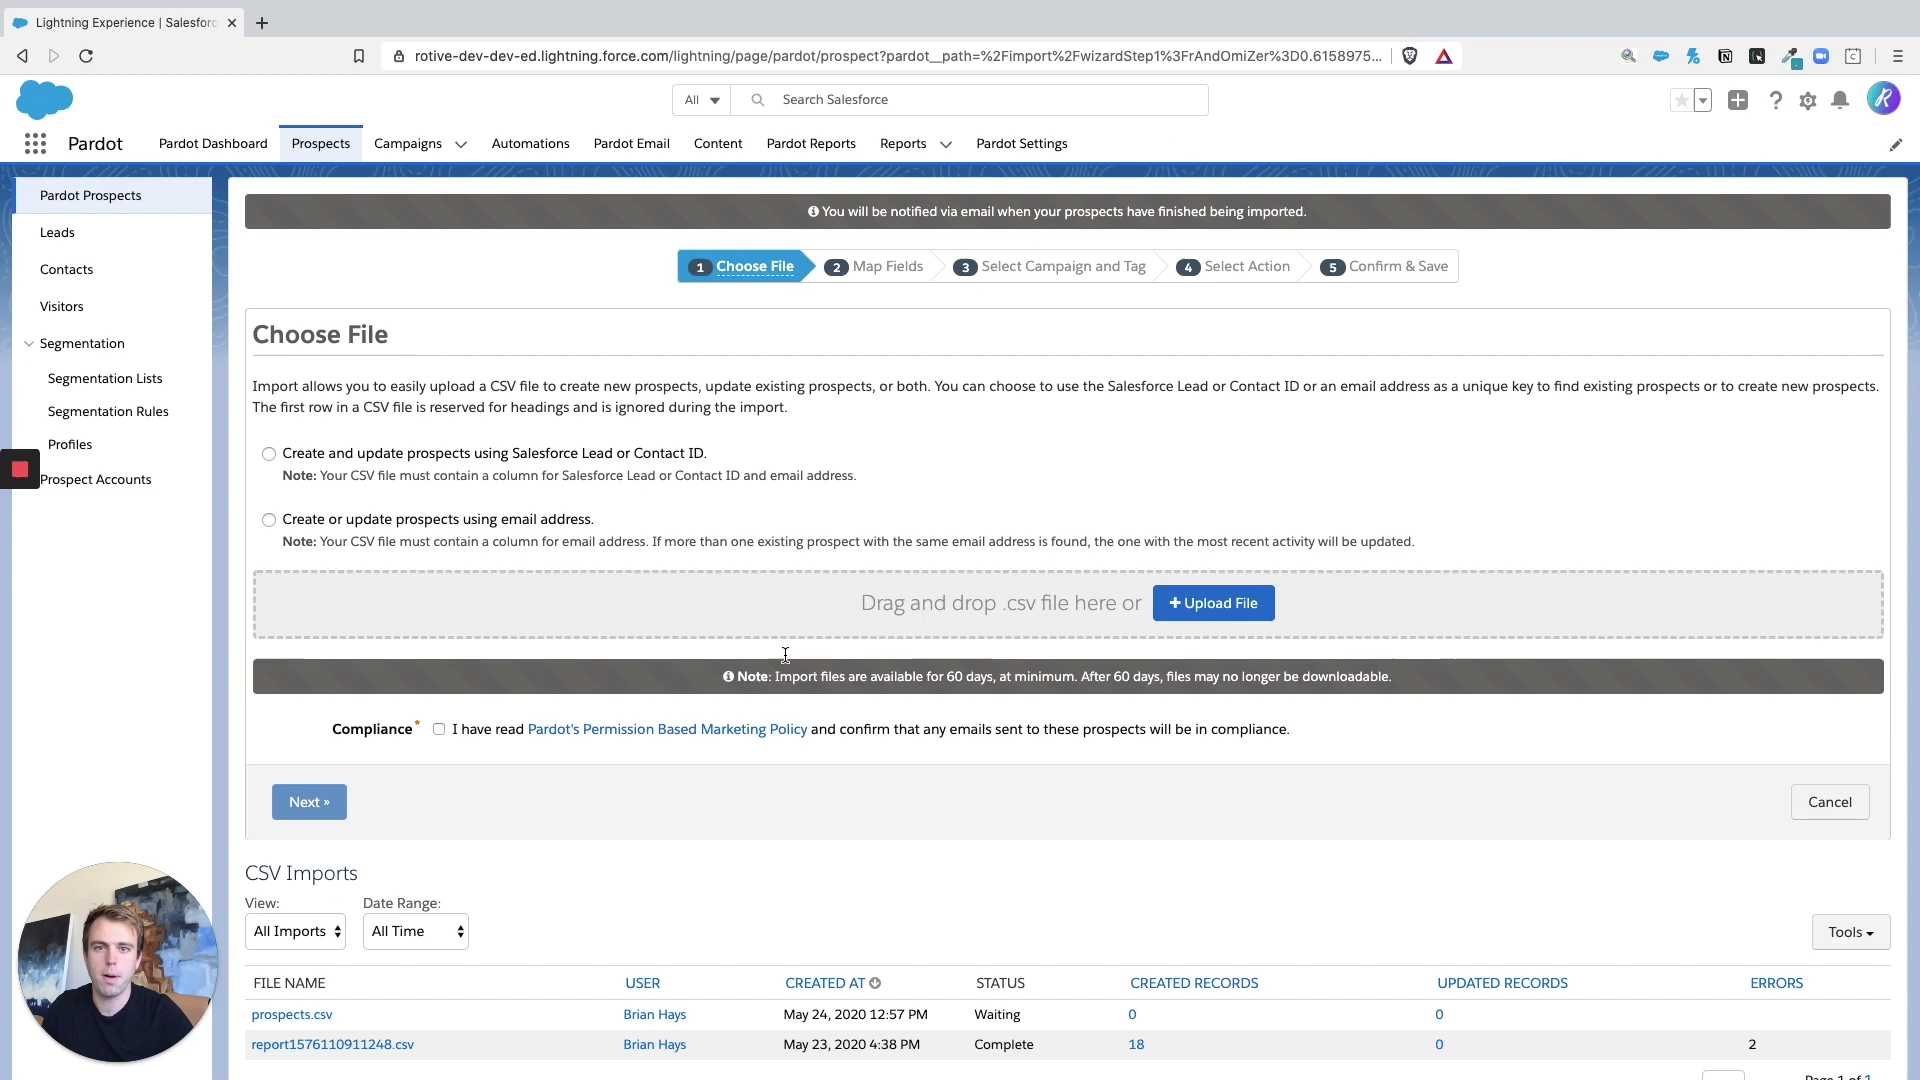 Lightning Experience | Salesforc
rotive-dev-dev-ed.lightning.force.com/lightning/page/pardot/prospect?pardot__path=%2Fimport%2FwizardStep1%3FrAndOmiZer%3D0.6158975...
All
Search Salesforce
Pardot
Pardot Dashboard
Prospects
Campaigns
Automations
Pardot Email
Content
Pardot Reports
Reports
Pardot Settings
Pardot Prospects
Leads
Contacts
Visitors
Segmentation
Segmentation Lists
Segmentation Rules
Profiles
Prospect Accounts
You will be notified via email when your prospects have finished being imported.
1 Choose File
2 Map Fields
3 Select Campaign and Tag
4 Select Action
5 Confirm & Save
Choose File
Import allows you to easily upload a CSV file to create new prospects, update existing prospects, or both. You can choose to use the Salesforce Lead or Contact ID or an email address as a unique key to find existing prospects or to create new prospects.
The first row in a CSV file is reserved for headings and is ignored during the import.
Create and update prospects using Salesforce Lead or Contact ID.
Note: Your CSV file must contain a column for Salesforce Lead or Contact ID and email address.
Create or update prospects using email address.
Note: Your CSV file must contain a column for email address. If more than one existing prospect with the same email address is found, the one with the most recent activity will be updated.
Drag and drop .csv file here or + Upload File
Note: Import files are available for 60 days, at minimum. After 60 days, files may no longer be downloadable.
Compliance* I have read Pardot's Permission Based Marketing Policy and confirm that any emails sent to these prospects will be in compliance.
Next »
Cancel
CSV Imports
View:
Date Range:
All Imports
All Time
Tools
FILE NAME USER CREATED AT STATUS CREATED RECORDS UPDATED RECORDS ERRORS
prospects.csv Brian Hays May 24, 2020 12:57 PM Waiting 0 0
report1576110911248.csv Brian Hays May 23, 2020 4:38 PM Complete 18 0 2
Page 1 of 1